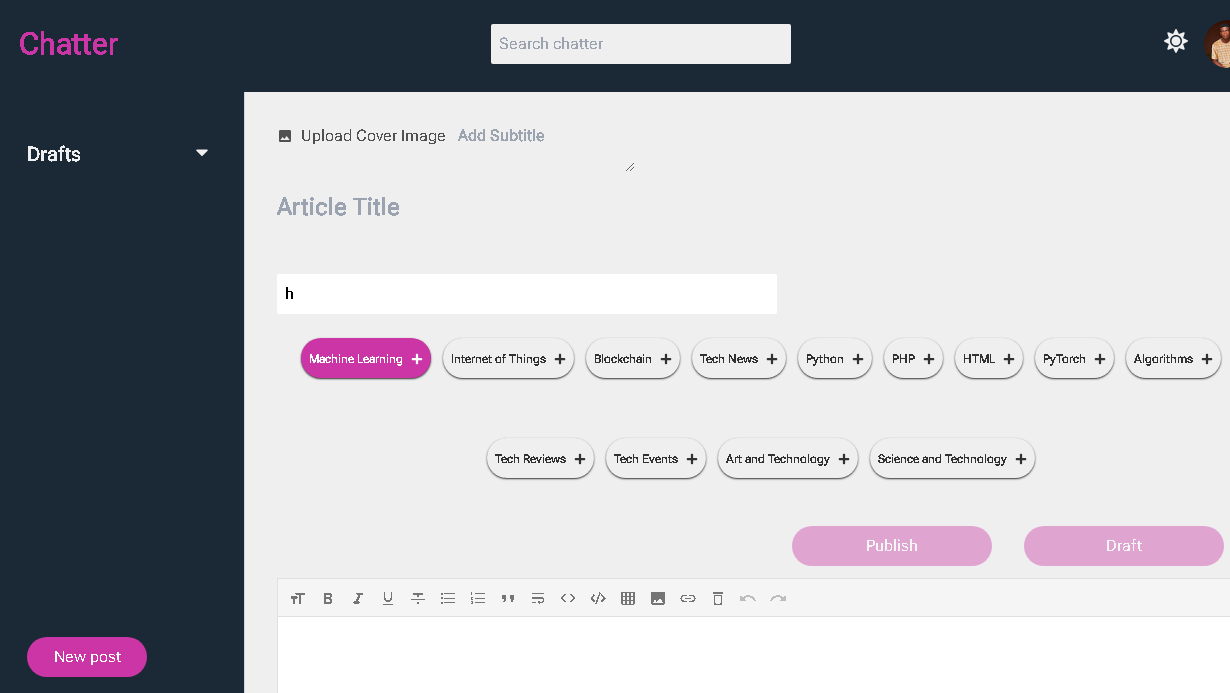 Chatter
Search chatter
Drafts
Upload Cover Image Add Subtitle
Article Title
h
Machine Learning + Internet of Things + Blockchain + Tech News + Python + PHP + HTML + PyTorch + Algorithms +
Tech Reviews + Tech Events + Art and Technology + Science and Technology +
Publish Draft
New post